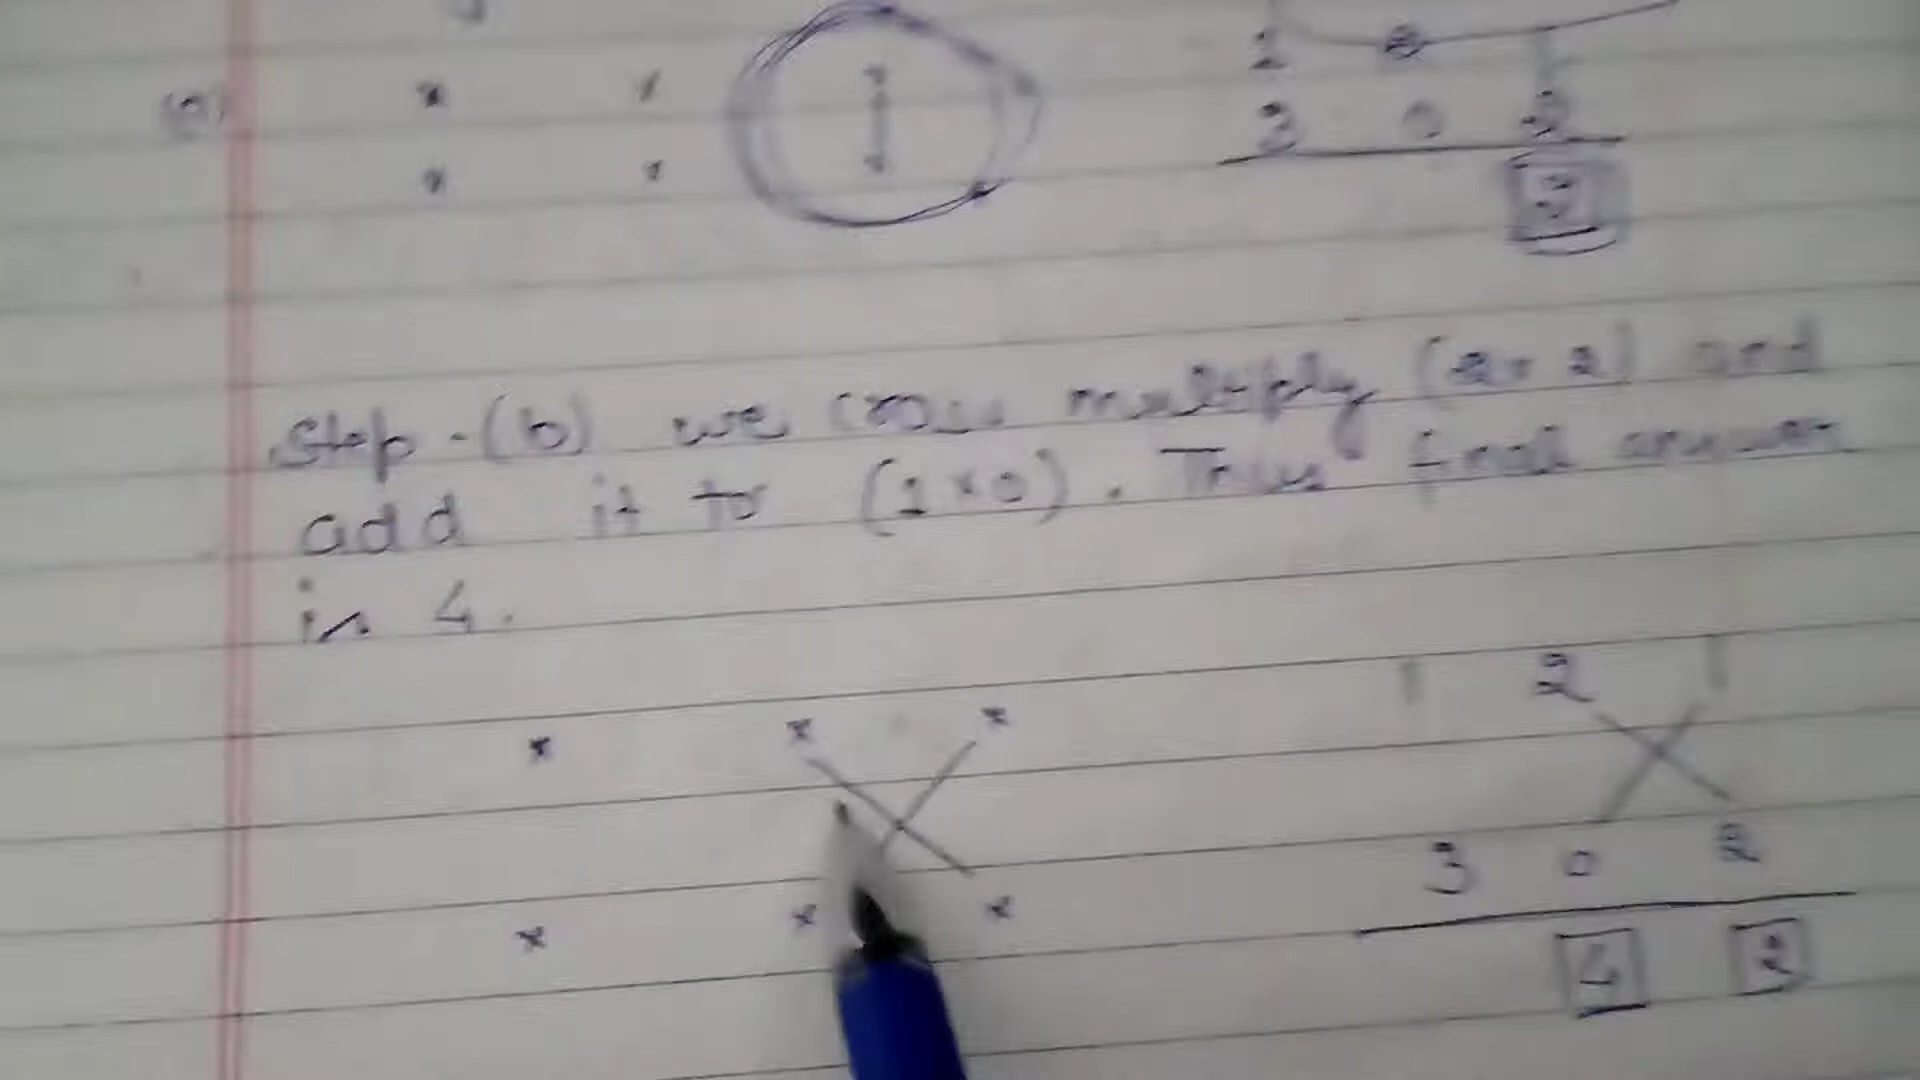 (a) x x x
1 2
x x x
3 0 2
2
Step-(b) we cross multiply (2×2) and
add it to (1×0). Thus final answer
is 4.
x x x
1 2 1
x x x
3 0 2
4 2